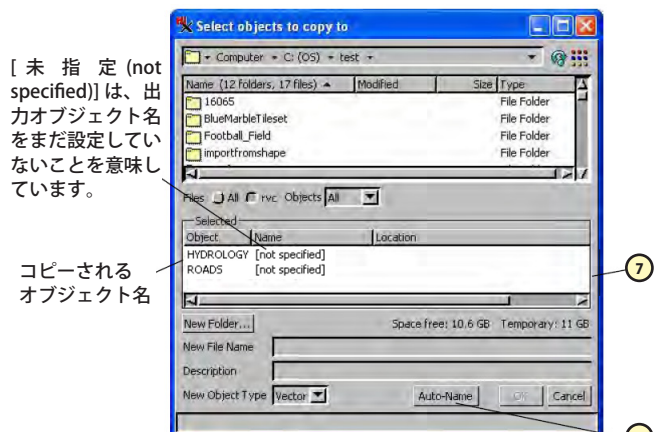 Select objects to copy to
Computer C: (OS) test
[ 未 指 定 (not
specified)] は、出
力オブジェクト名
をまだ設定してい
ないことを意味し
ています。
Name (12 folders, 17 files) Modified Size Type
16065 File Folder
BlueMarbleTileset File Folder
Football_Field File Folder
importfromshape File Folder
Files All rvc Objects All
Selected
Object Name Location
HYDROLOGY [not specified]
ROADS [not specified]
コピーされる
オブジェクト名
7
New Folder... Space free: 10.6 GB Temporary: 11 GB
New File Name
Description
New Object Type Vector Auto-Name OK Cancel